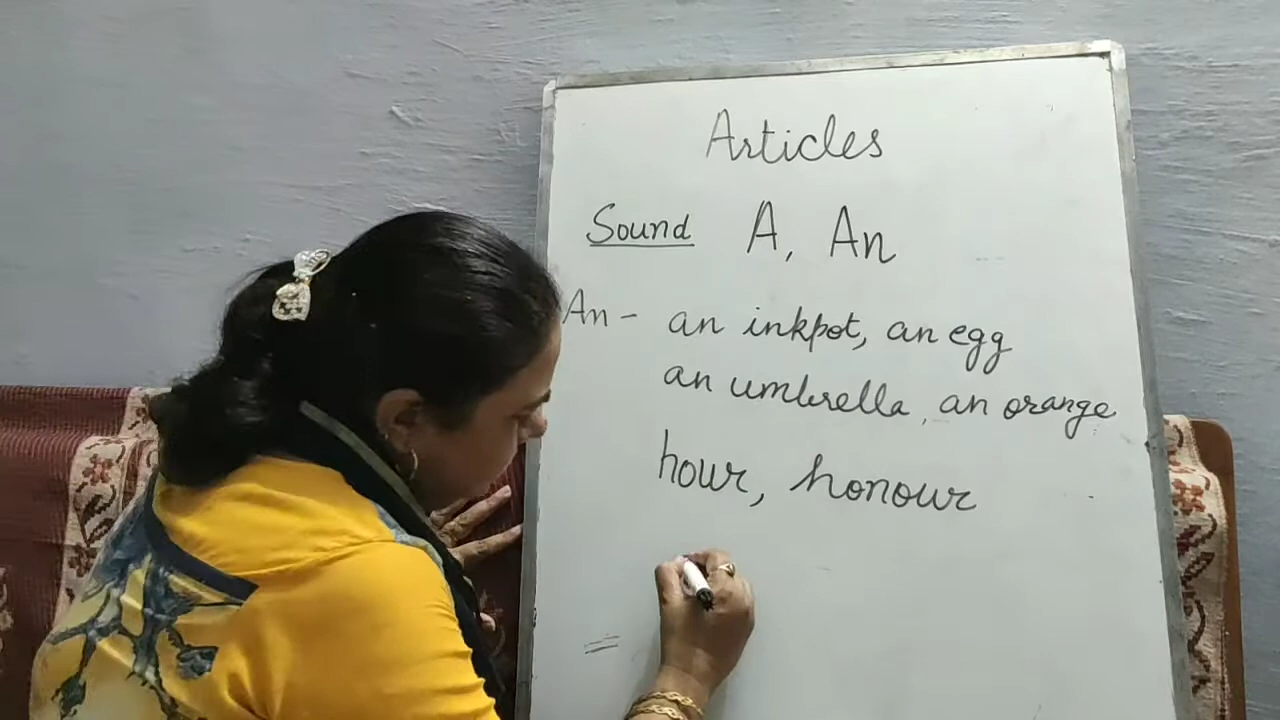 Articles
Sound A, An
An - an inkpot, an egg
an umbrella, an orange
hour, honour